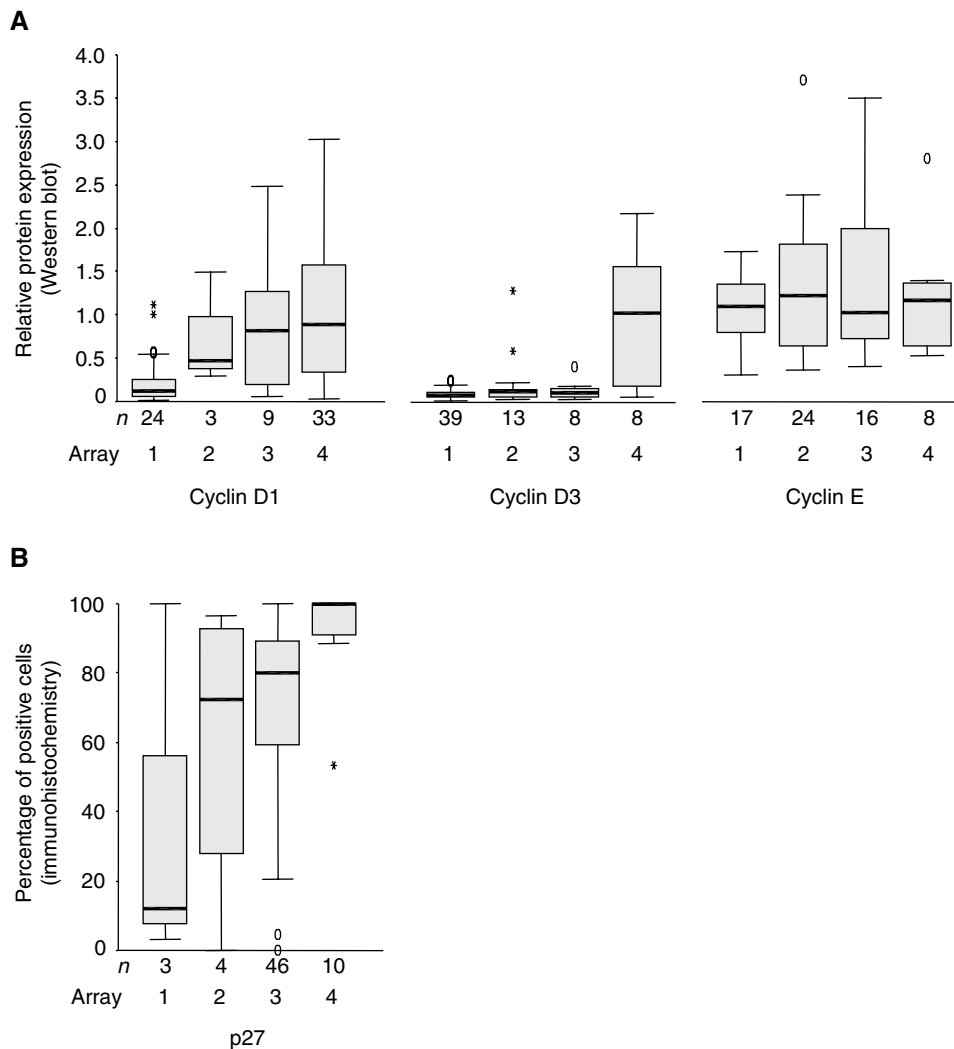 A
Relative protein expression
(Western blot)
4.0
3.5
3.0
2.5
2.0
1.5
1.0
0.5
0
n 24 3 9 33 39 13 8 8 17 24 16 8
Array 1 2 3 4 1 2 3 4 1 2 3 4
Cyclin D1 Cyclin D3 Cyclin E
B
Percentage of positive cells
(immunohistochemistry)
100
80
60
40
20
0
n 3 4 46 10
Array 1 2 3 4
p27